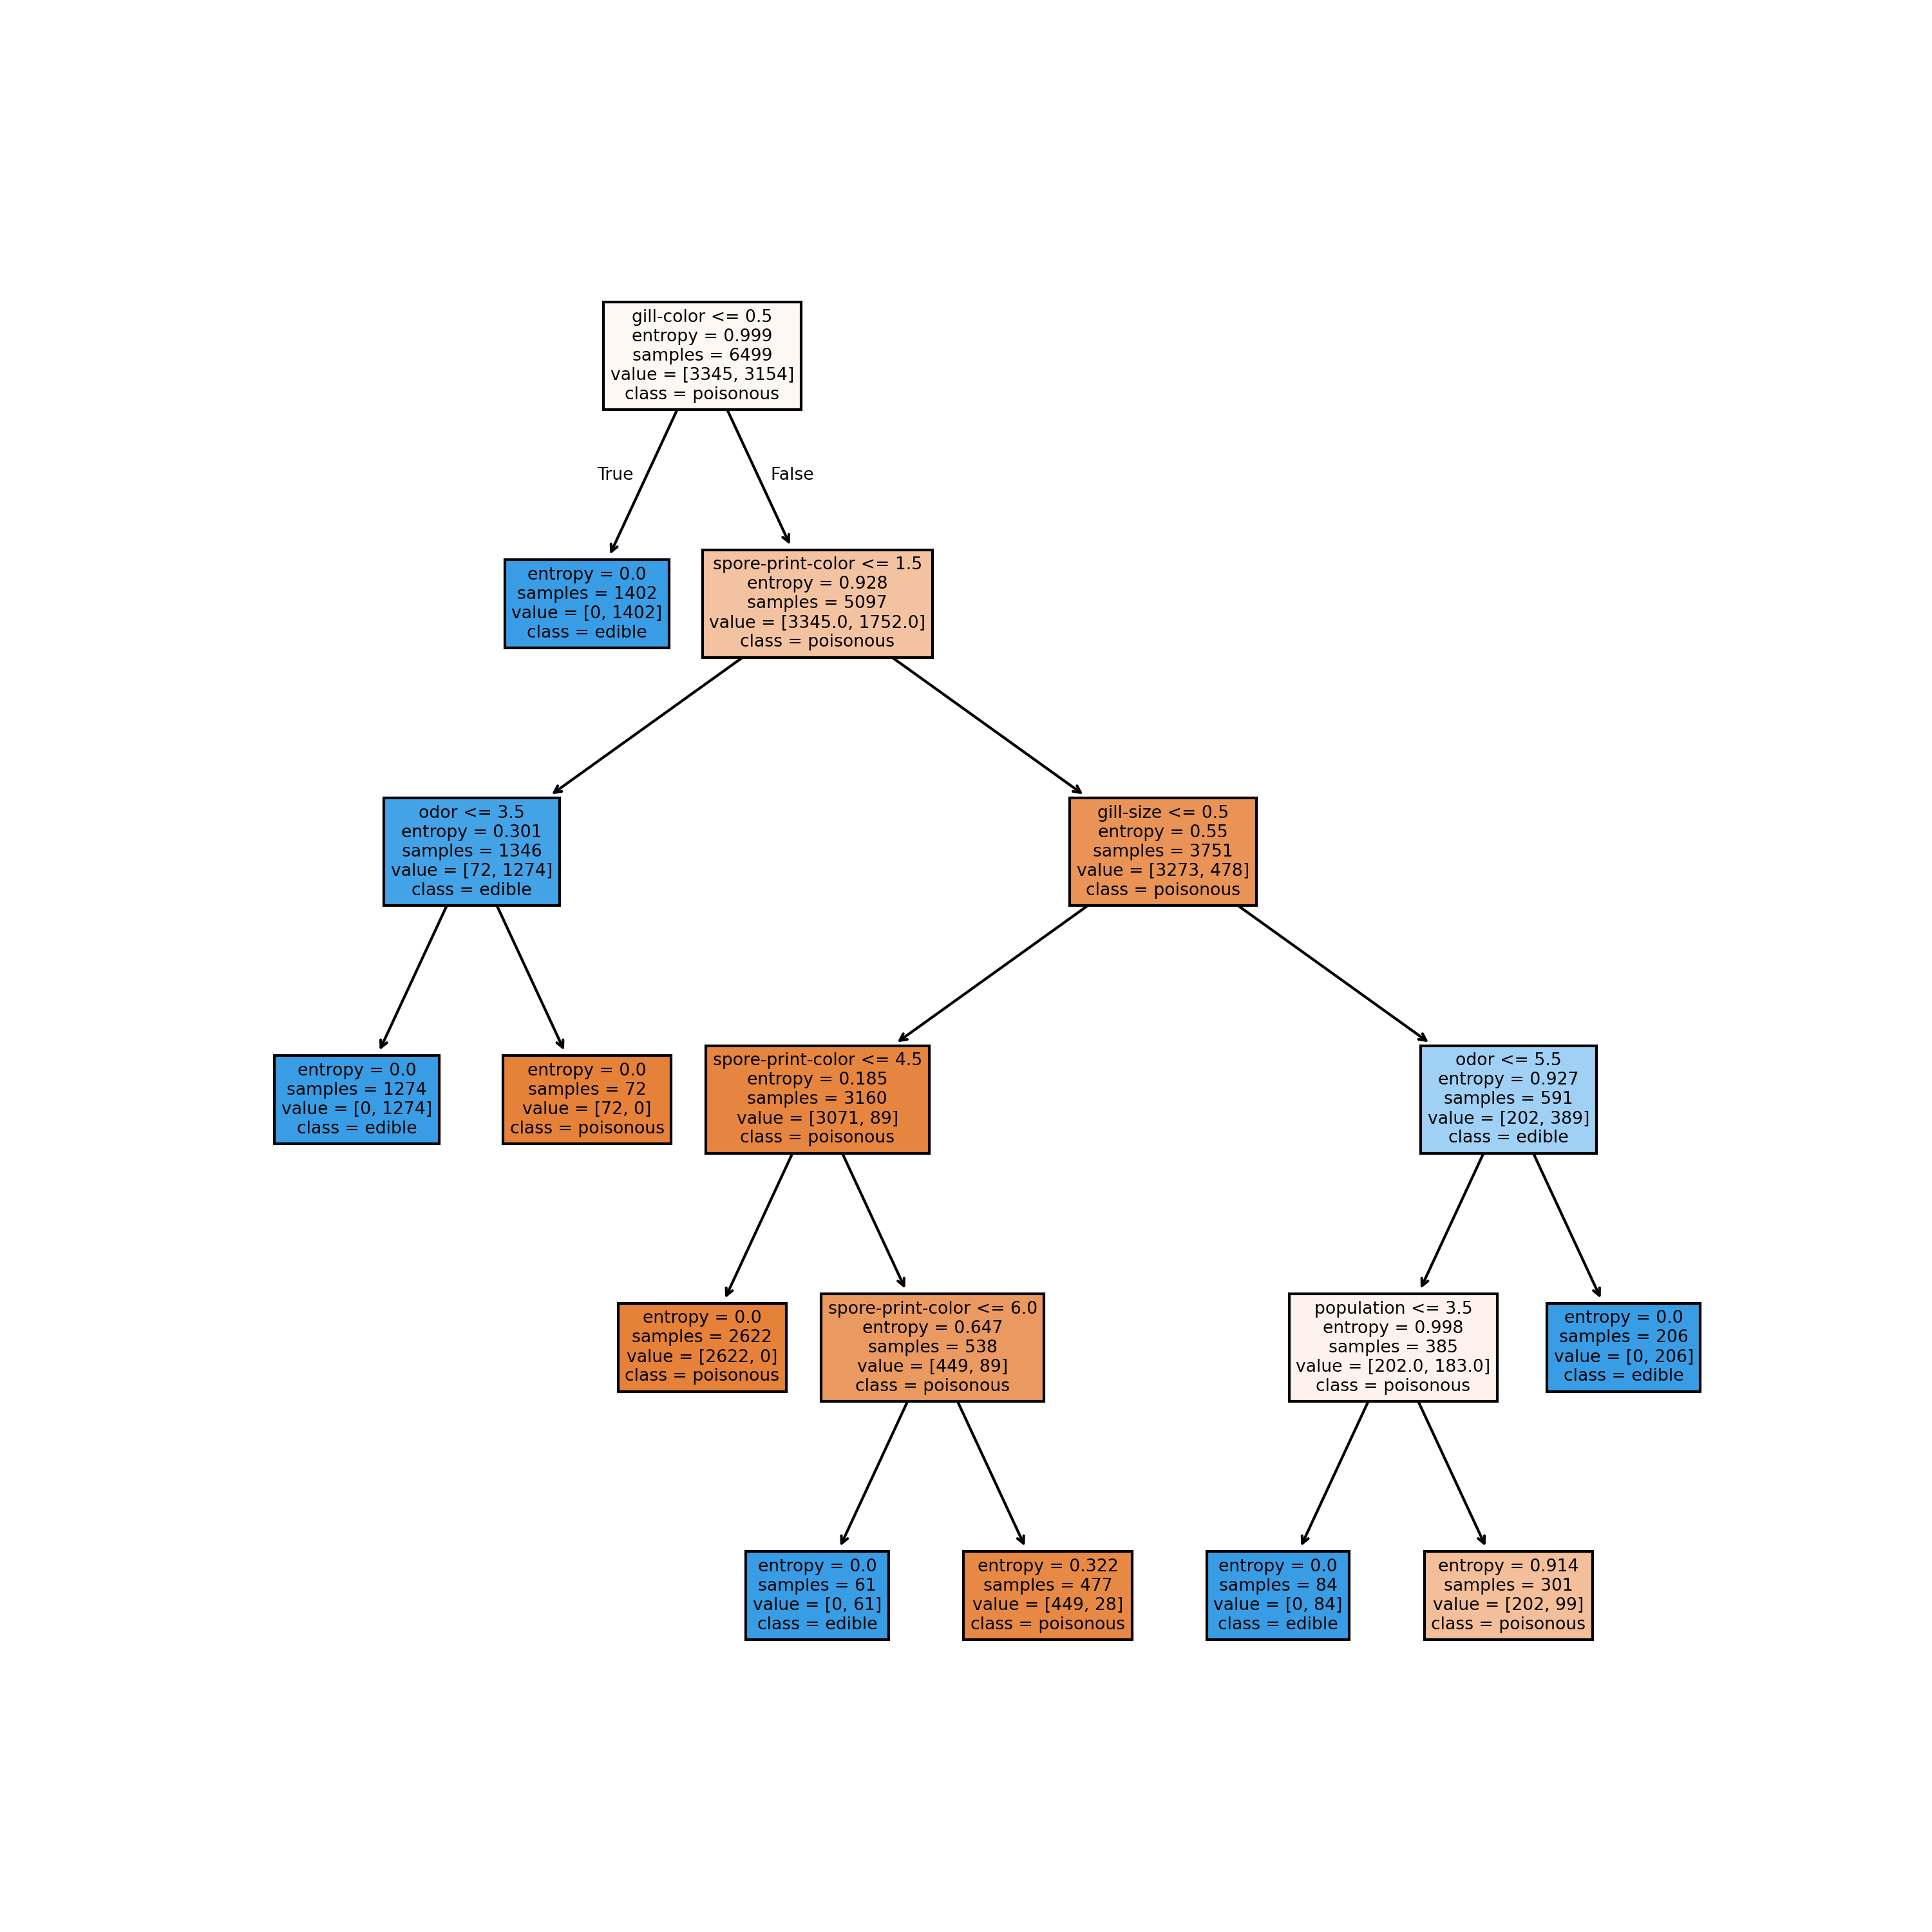 gill-color <= 0.5
entropy = 0.999
samples = 6499
value = [3345, 3154]
class = poisonous
True
False
entropy = 0.0
samples = 1402
value = [0, 1402]
class = edible
spore-print-color <= 1.5
entropy = 0.928
samples = 5097
value = [3345.0, 1752.0]
class = poisonous
odor <= 3.5
entropy = 0.301
samples = 1346
value = [72, 1274]
class = edible
gill-size <= 0.5
entropy = 0.55
samples = 3751
value = [3273, 478]
class = poisonous
entropy = 0.0
samples = 1274
value = [0, 1274]
class = edible
entropy = 0.0
samples = 72
value = [72, 0]
class = poisonous
spore-print-color <= 4.5
entropy = 0.185
samples = 3160
value = [3071, 89]
class = poisonous
odor <= 5.5
entropy = 0.927
samples = 591
value = [202, 389]
class = edible
entropy = 0.0
samples = 2622
value = [2622, 0]
class = poisonous
spore-print-color <= 6.0
entropy = 0.647
samples = 538
value = [449, 89]
class = poisonous
population <= 3.5
entropy = 0.998
samples = 385
value = [202.0, 183.0]
class = poisonous
entropy = 0.0
samples = 206
value = [0, 206]
class = edible
entropy = 0.0
samples = 61
value = [0, 61]
class = edible
entropy = 0.322
samples = 477
value = [449, 28]
class = poisonous
entropy = 0.0
samples = 84
value = [0, 84]
class = edible
entropy = 0.914
samples = 301
value = [202, 99]
class = poisonous